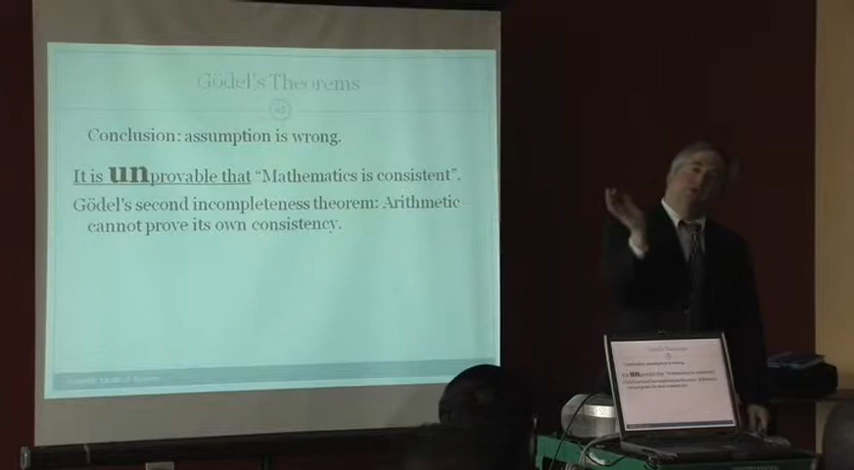 Gödel's Theorems
Conclusion: assumption is wrong.
It is unprovable that "Mathematics is consistent".
Gödel's second incompleteness theorem: Arithmetic
cannot prove its own consistency.